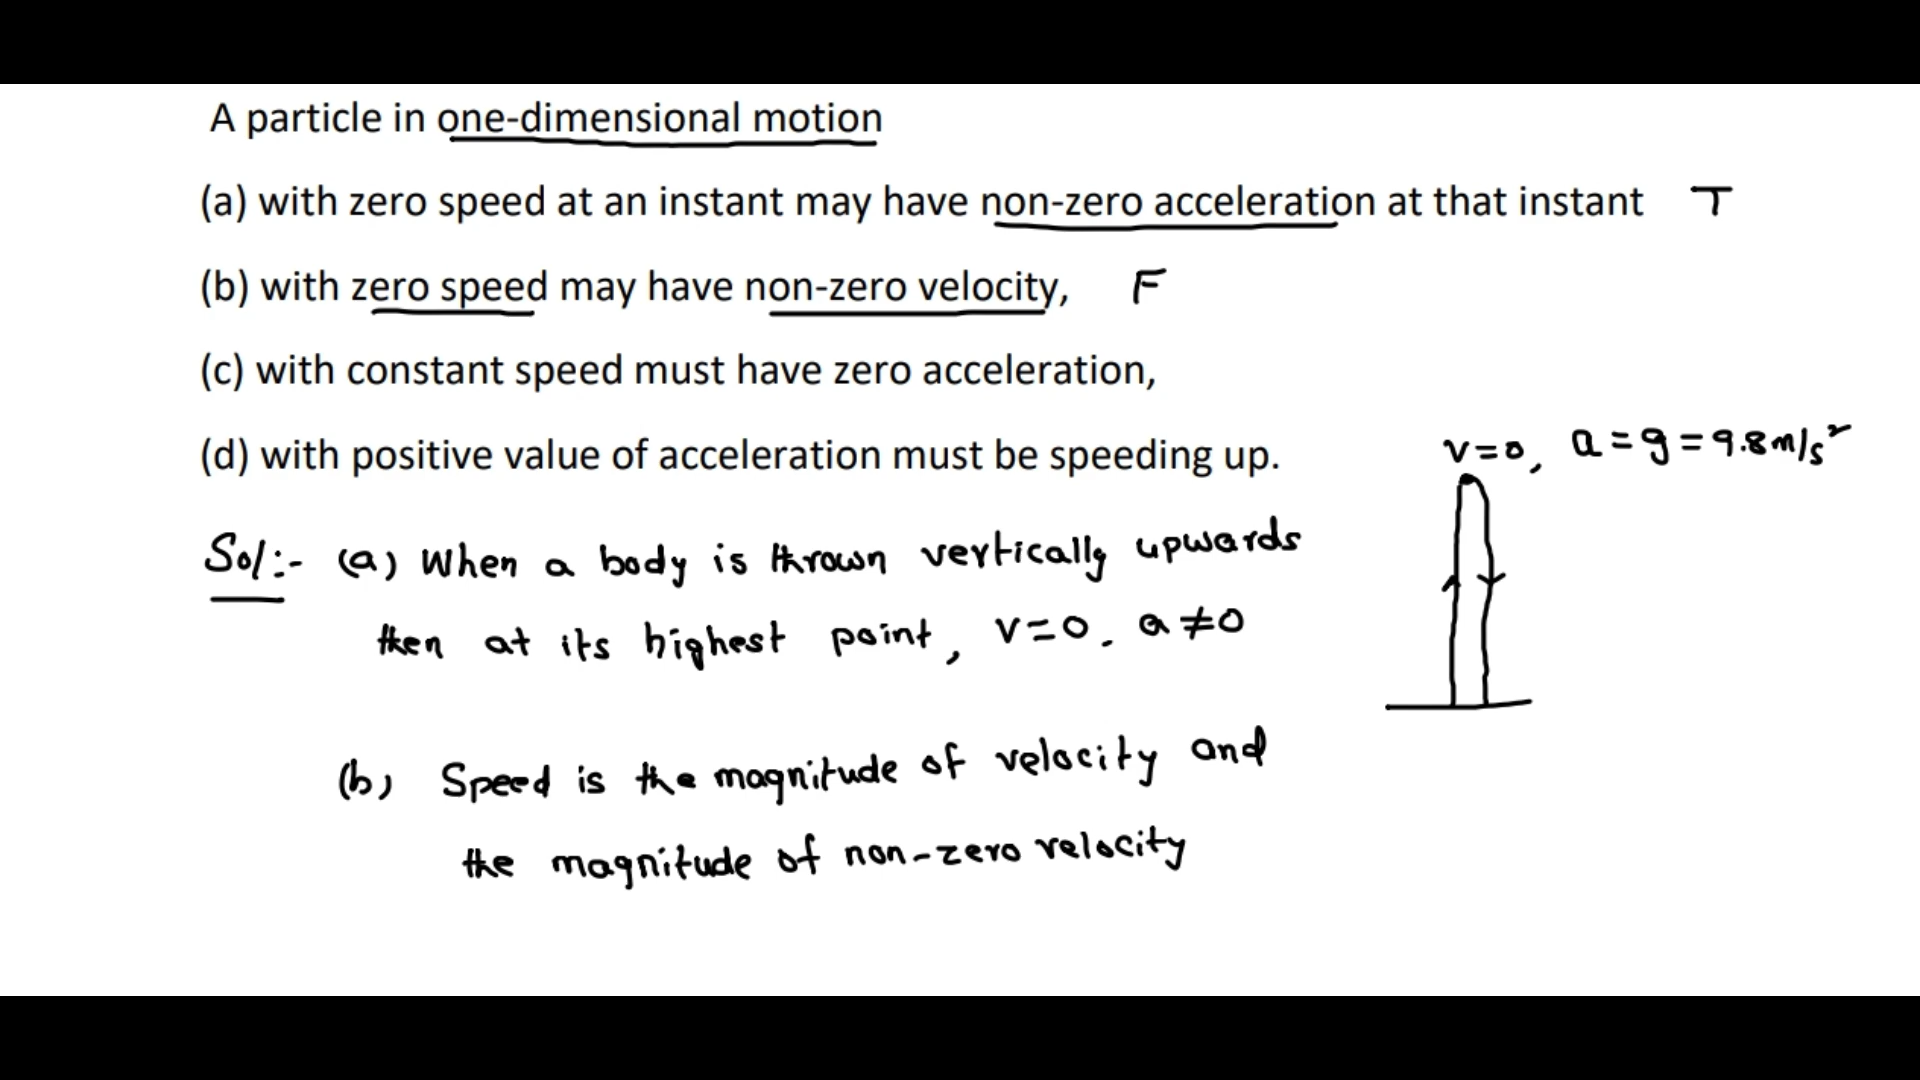 A particle in one-dimensional motion
(a) with zero speed at an instant may have non-zero acceleration at that instant T
(b) with zero speed may have non-zero velocity, F
(c) with constant speed must have zero acceleration,
(d) with positive value of acceleration must be speeding up.
v=0, a=g=9.8m/s²
Sol:- (a) When a body is thrown vertically upwards
then at its highest point, v=0. a≠0
(b) Speed is the magnitude of velocity and
the magnitude of non-zero velocity